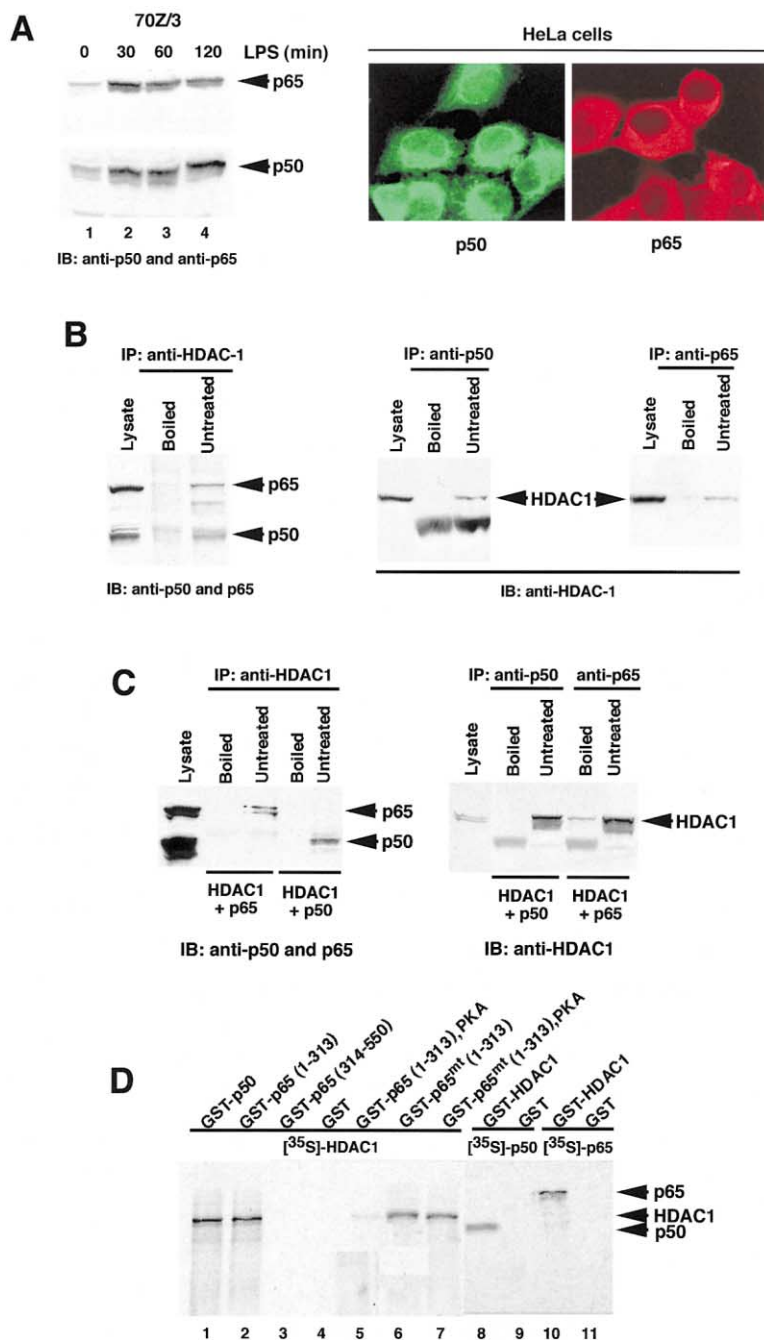 A
70Z/3
0 30 60 120 LPS (min)
p65
p50
1 2 3 4
IB: anti-p50 and anti-p65
HeLa cells
p50 p65
B
IP: anti-HDAC-1
Lysate Boiled Untreated
p65
p50
IB: anti-p50 and p65
IP: anti-p50 IP: anti-p65
Lysate Boiled Untreated Lysate Boiled Untreated
HDAC1
IB: anti-HDAC-1
C
IP: anti-HDAC1
Lysate Boiled Untreated Boiled Untreated
p65
p50
HDAC1 HDAC1
+ p65 + p50
IB: anti-p50 and p65
IP: anti-p50 anti-p65
Lysate Boiled Untreated Boiled Untreated
HDAC1
HDAC1 HDAC1
+ p50 + p65
IB: anti-HDAC1
D
GST-p50
GST-p65 (1-313)
GST-p65 (314-550)
GST
GST-p65 (1-313),PKA
GST-p65mt (1-313)
GST-p65mt (1-313),PKA
GST-HDAC1
GST
GST-HDAC1
GST
[35S]-HDAC1 [35S]-p50 [35S]-p65
p65
HDAC1
p50
1 2 3 4 5 6 7 8 9 10 11